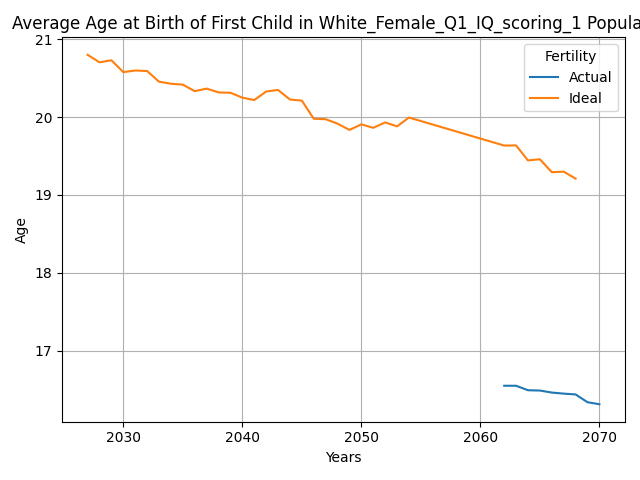 Average Age at Birth of First Child in White_Female_Q1_IQ_scoring_1 Popula
21
20
19
18
17
Age
Fertility
Actual
Ideal
2030 2040 2050 2060 2070
Years